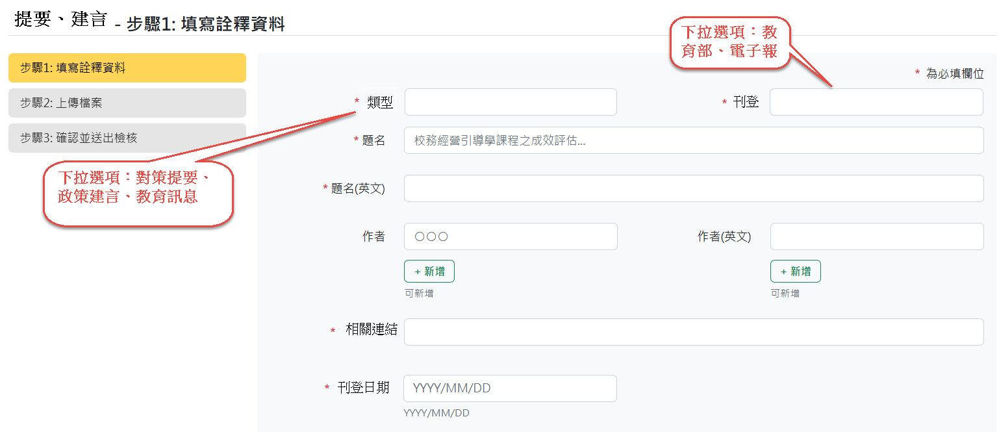 提要、建言 - 步驟1: 填寫詮釋資料
下拉選項：教
育部、電子報
步驟1: 填寫詮釋資料
步驟2: 上傳檔案
步驟3: 確認並送出檢核
下拉選項：對策提要、
政策建言、教育訊息
* 為必填欄位
* 類型
* 刊登
* 題名
校務經營引導學課程之成效評估...
* 題名(英文)
作者
○○○
作者(英文)
+ 新增
+ 新增
可新增
可新增
* 相關連結
* 刊登日期
YYYY/MM/DD
YYYY/MM/DD